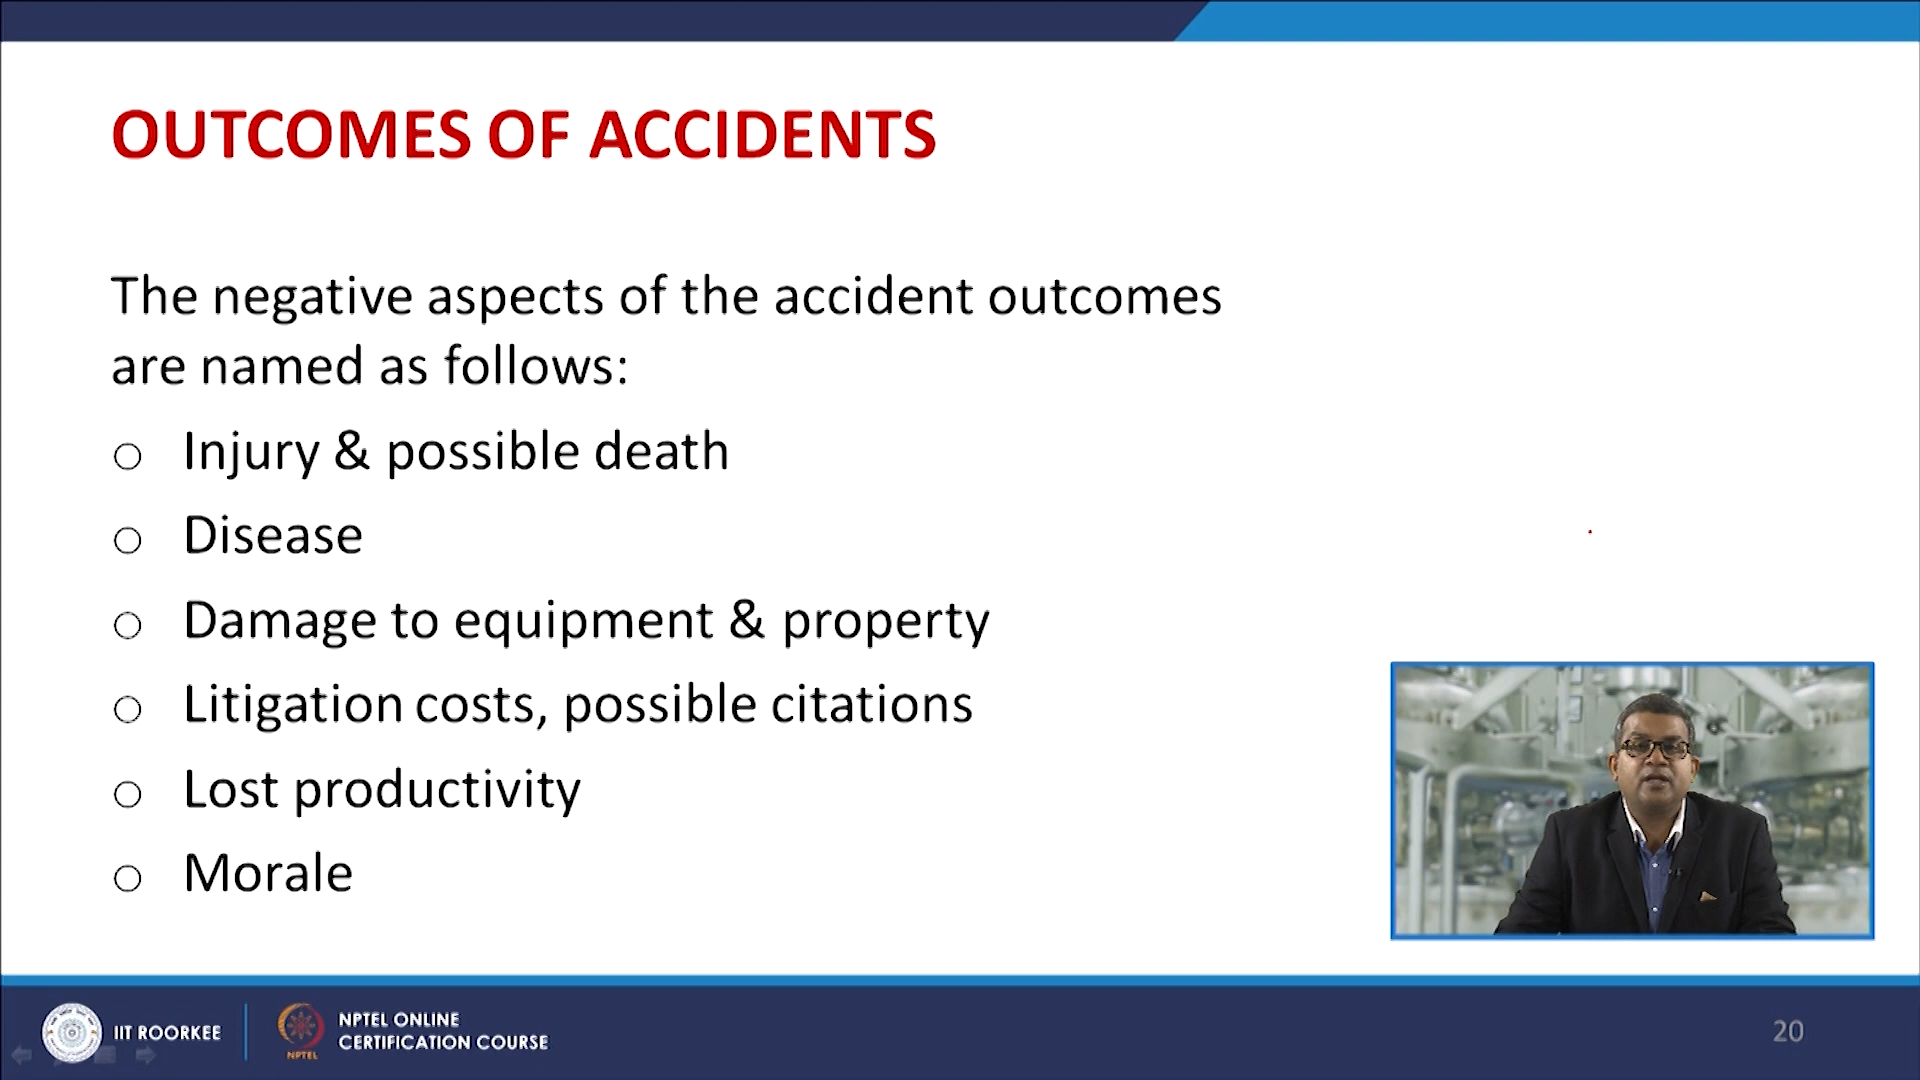 OUTCOMES OF ACCIDENTS
The negative aspects of the accident outcomes
are named as follows:
o Injury & possible death
o Disease
o Damage to equipment & property
o Litigation costs, possible citations
o Lost productivity
o Morale
IIT ROORKEE
NPTEL
NPTEL ONLINE
CERTIFICATION COURSE
20